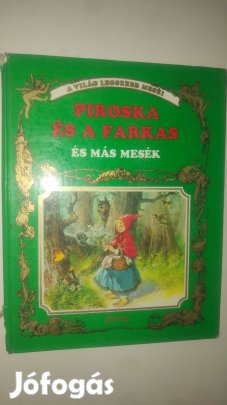 A VILÁG LEGSZEBB MESÉI
PIROSKA
ÉS A FARKAS
ÉS MÁS MESÉK
Jófogás